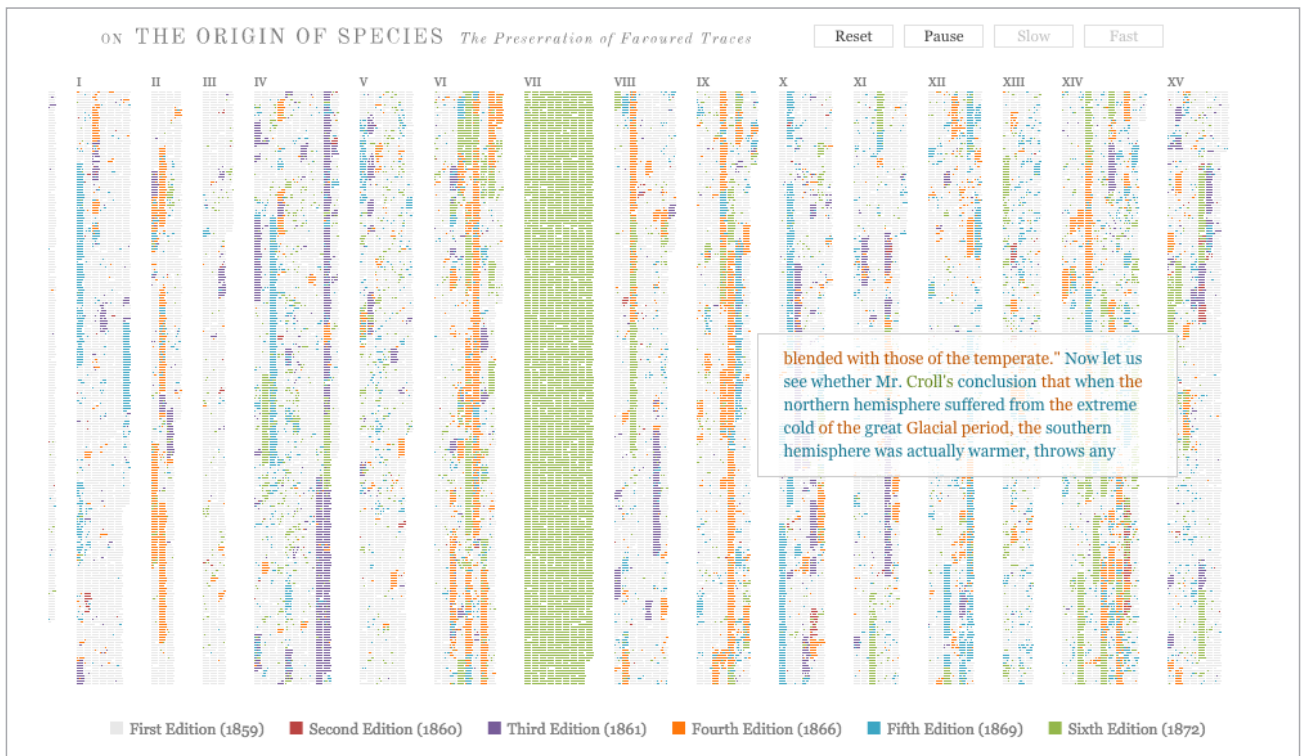 ON THE ORIGIN OF SPECIES The Preservation of Favoured Traces
Reset
Pause
Slow
Fast
I II III IV V VI VII VIII IX X XI XII XIII XIV XV
blended with those of the temperate." Now let us
see whether Mr. Croll's conclusion that when the
northern hemisphere suffered from the extreme
cold of the great Glacial period, the southern
hemisphere was actually warmer, throws any
First Edition (1859) Second Edition (1860) Third Edition (1861) Fourth Edition (1866) Fifth Edition (1869) Sixth Edition (1872)